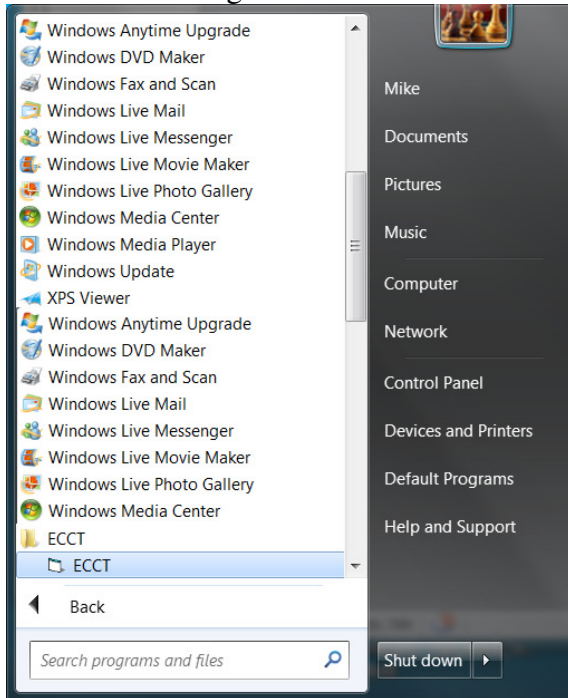 Windows Anytime Upgrade
Windows DVD Maker
Windows Fax and Scan
Windows Live Mail
Windows Live Messenger
Windows Live Movie Maker
Windows Live Photo Gallery
Windows Media Center
Windows Media Player
Windows Update
XPS Viewer
Windows Anytime Upgrade
Windows DVD Maker
Windows Fax and Scan
Windows Live Mail
Windows Live Messenger
Windows Live Movie Maker
Windows Live Photo Gallery
Windows Media Center
ECCT
ECCT
Back
Search programs and files
Mike
Documents
Pictures
Music
Computer
Network
Control Panel
Devices and Printers
Default Programs
Help and Support
Shut down